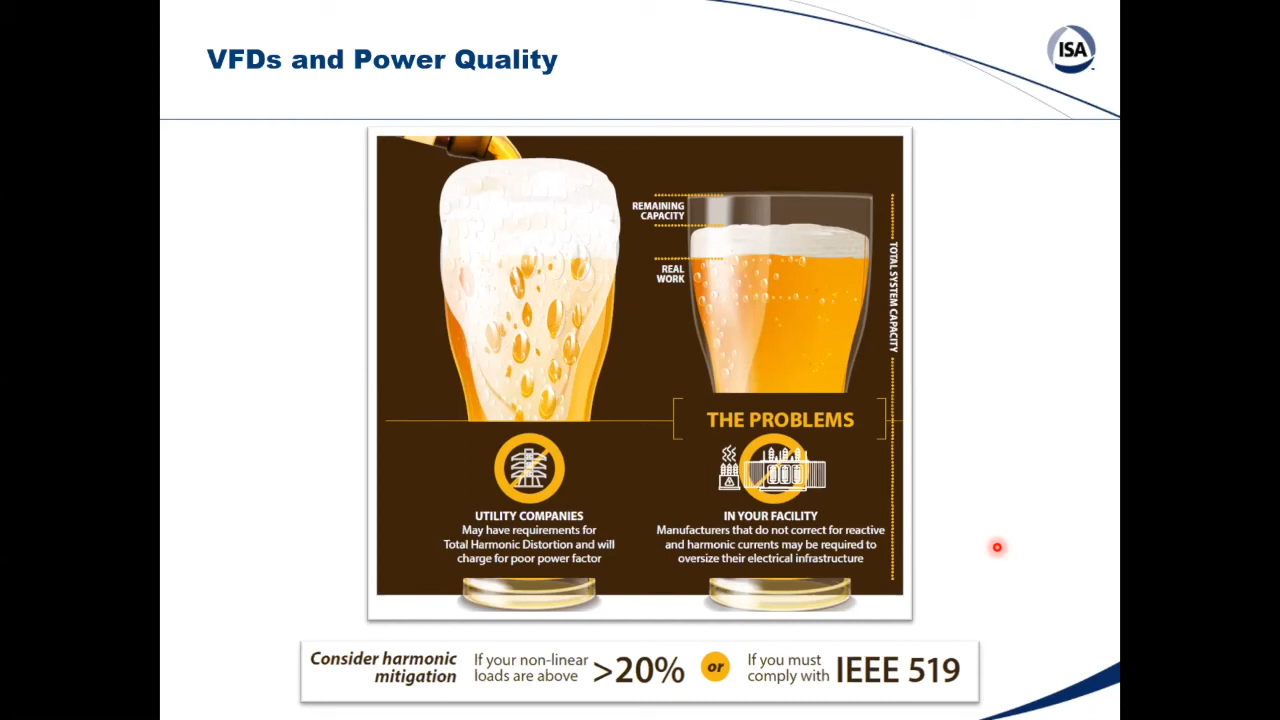 VFDs and Power Quality
ISA
REMAINING
CAPACITY
REAL
WORK
TOTAL SYSTEM CAPACITY
THE PROBLEMS
UTILITY COMPANIES
May have requirements for
Total Harmonic Distortion and will
charge for poor power factor
IN YOUR FACILITY
Manufacturers that do not correct for reactive
and harmonic currents may be required to
oversize their electrical infrastructure
Consider harmonic
mitigation
If your non-linear
loads are above
>20%
or
If you must
comply with
IEEE 519